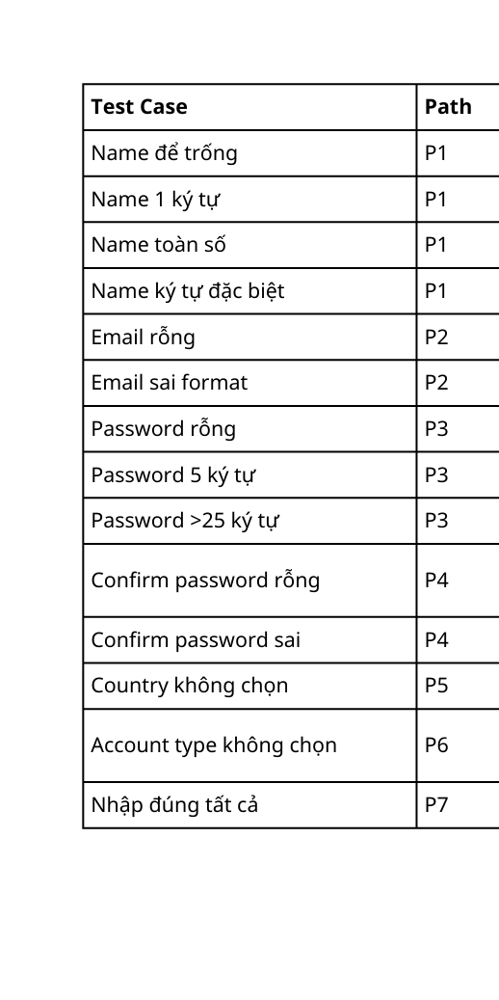 Test Case Path
Name để trống P1
Name 1 ký tự P1
Name toàn số P1
Name ký tự đặc biệt P1
Email rỗng P2
Email sai format P2
Password rỗng P3
Password 5 ký tự P3
Password >25 ký tự P3
Confirm password rỗng P4
Confirm password sai P4
Country không chọn P5
Account type không chọn P6
Nhập đúng tất cả P7